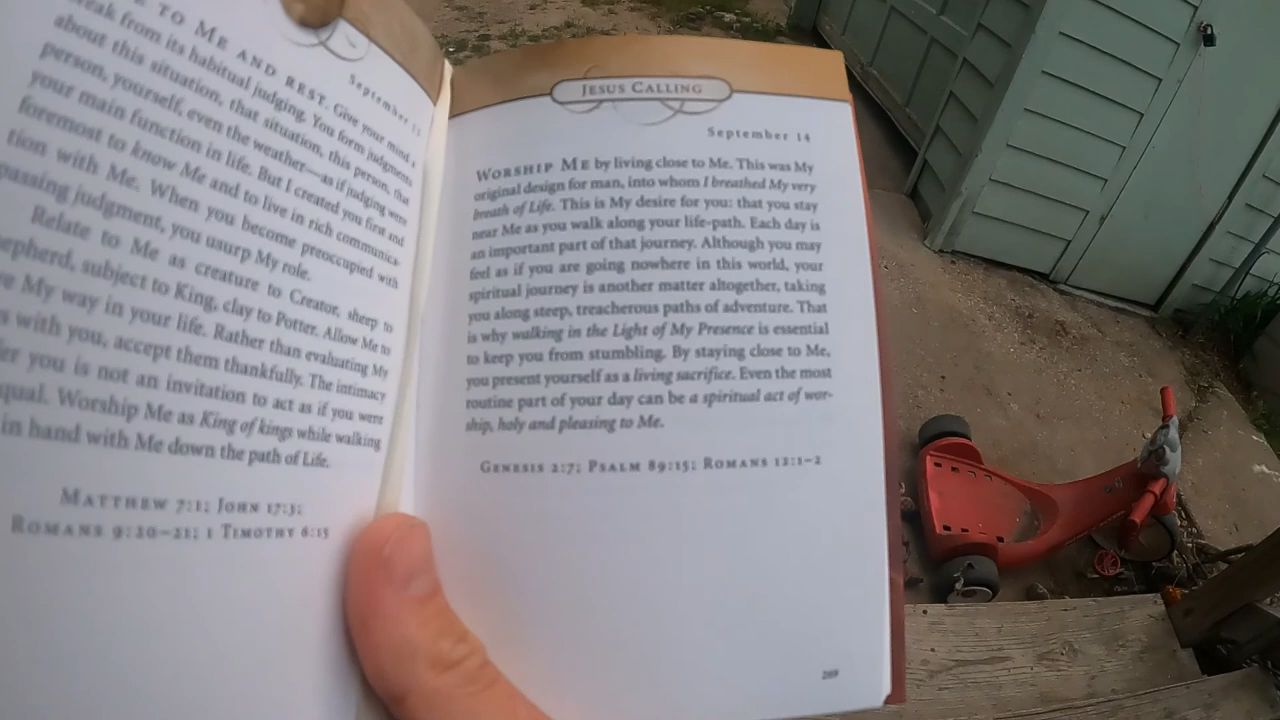 TO ME AND REST. Give your mind a
break from its habitual judging. You form judgments
about this situation, that situation, this person, that
person, yourself, even the weather—as if judging were
your main function in life. But I created you first and
foremost to know Me and to live in rich communica-
tion with Me. When you become preoccupied with
passing judgment, you usurp My role.
Relate to Me as creature to Creator, sheep to
epherd, subject to King, clay to Potter. Allow Me to
My way in your life. Rather than evaluating My
with you, accept them thankfully. The intimacy
er you is not an invitation to act as if you were
qual. Worship Me as King of kings while walking
in hand with Me down the path of Life.
MATTHEW 7:1; JOHN 17:3;
ROMANS 9:20–21; 1 TIMOTHY 6:15
September 13
JESUS CALLING
September 14
WORSHIP ME by living close to Me. This was My
original design for man, into whom I breathed My very
breath of Life. This is My desire for you: that you stay
near Me as you walk along your life-path. Each day is
an important part of that journey. Although you may
feel as if you are going nowhere in this world, your
spiritual journey is another matter altogether, taking
you along steep, treacherous paths of adventure. That
is why walking in the Light of My Presence is essential
to keep you from stumbling. By staying close to Me,
you present yourself as a living sacrifice. Even the most
routine part of your day can be a spiritual act of wor-
ship, holy and pleasing to Me.
GENESIS 2:7; PSALM 89:15; ROMANS 12:1–2
269